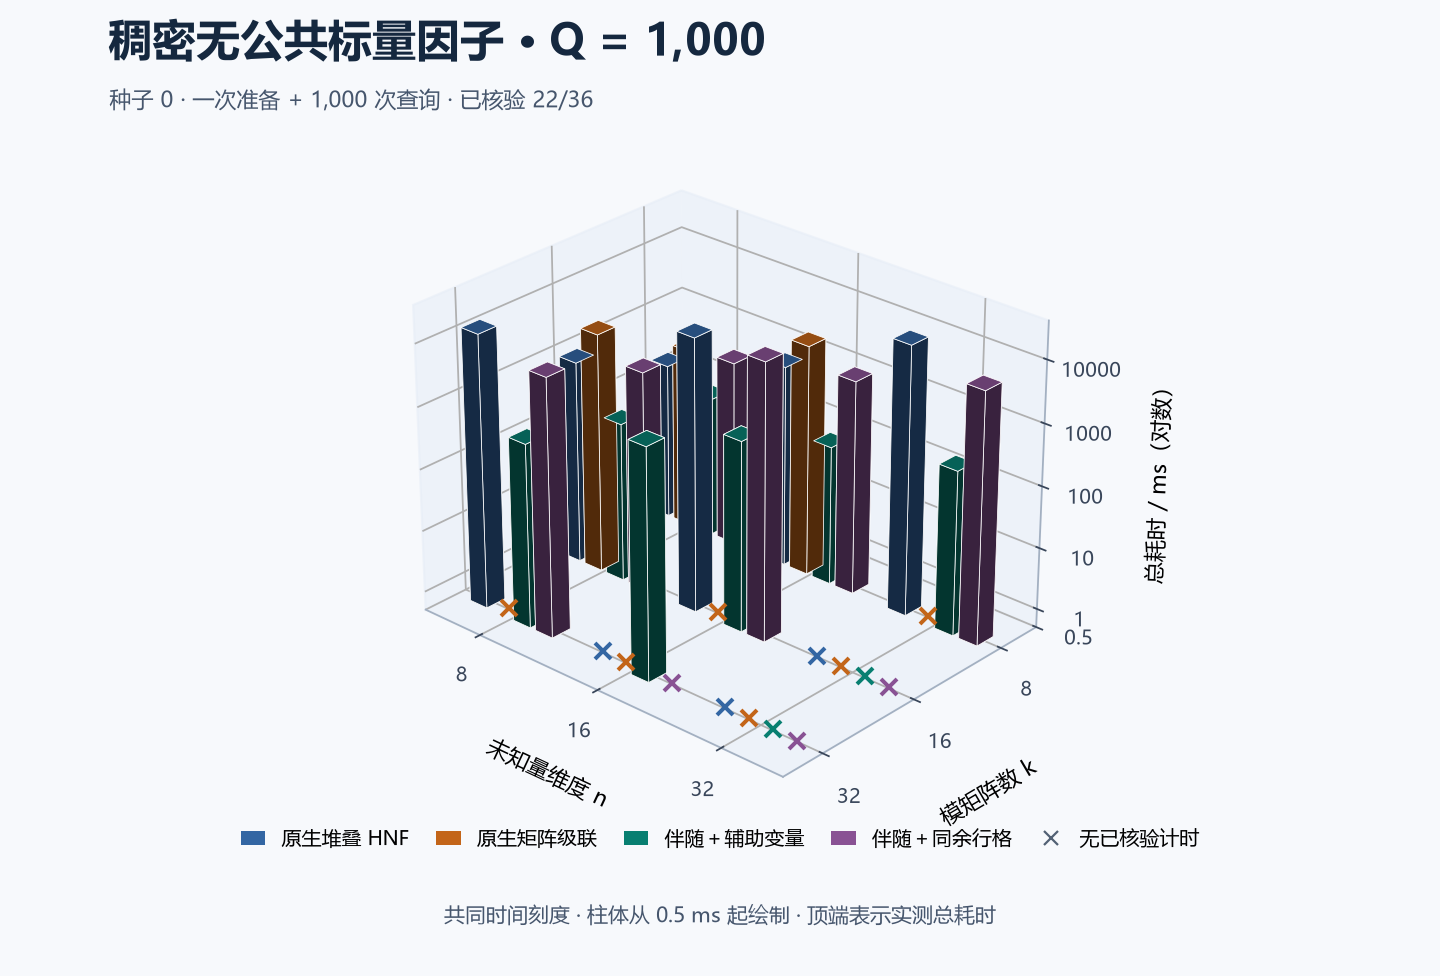 稠密无公共标量因子 • Q = 1,000
种子 0 · 一次准备 + 1,000 次查询 · 已核验 22/36
10000
1000
100
10
1
0.5
总耗时 / ms（对数）
8
16
32
未知量维度 n
8
16
32
模矩阵数 k
原生堆叠 HNF 原生矩阵级联 伴随 + 辅助变量 伴随 + 同余行格 无已核验计时
共同时间刻度 · 柱体从 0.5 ms 起绘制 · 顶端表示实测总耗时